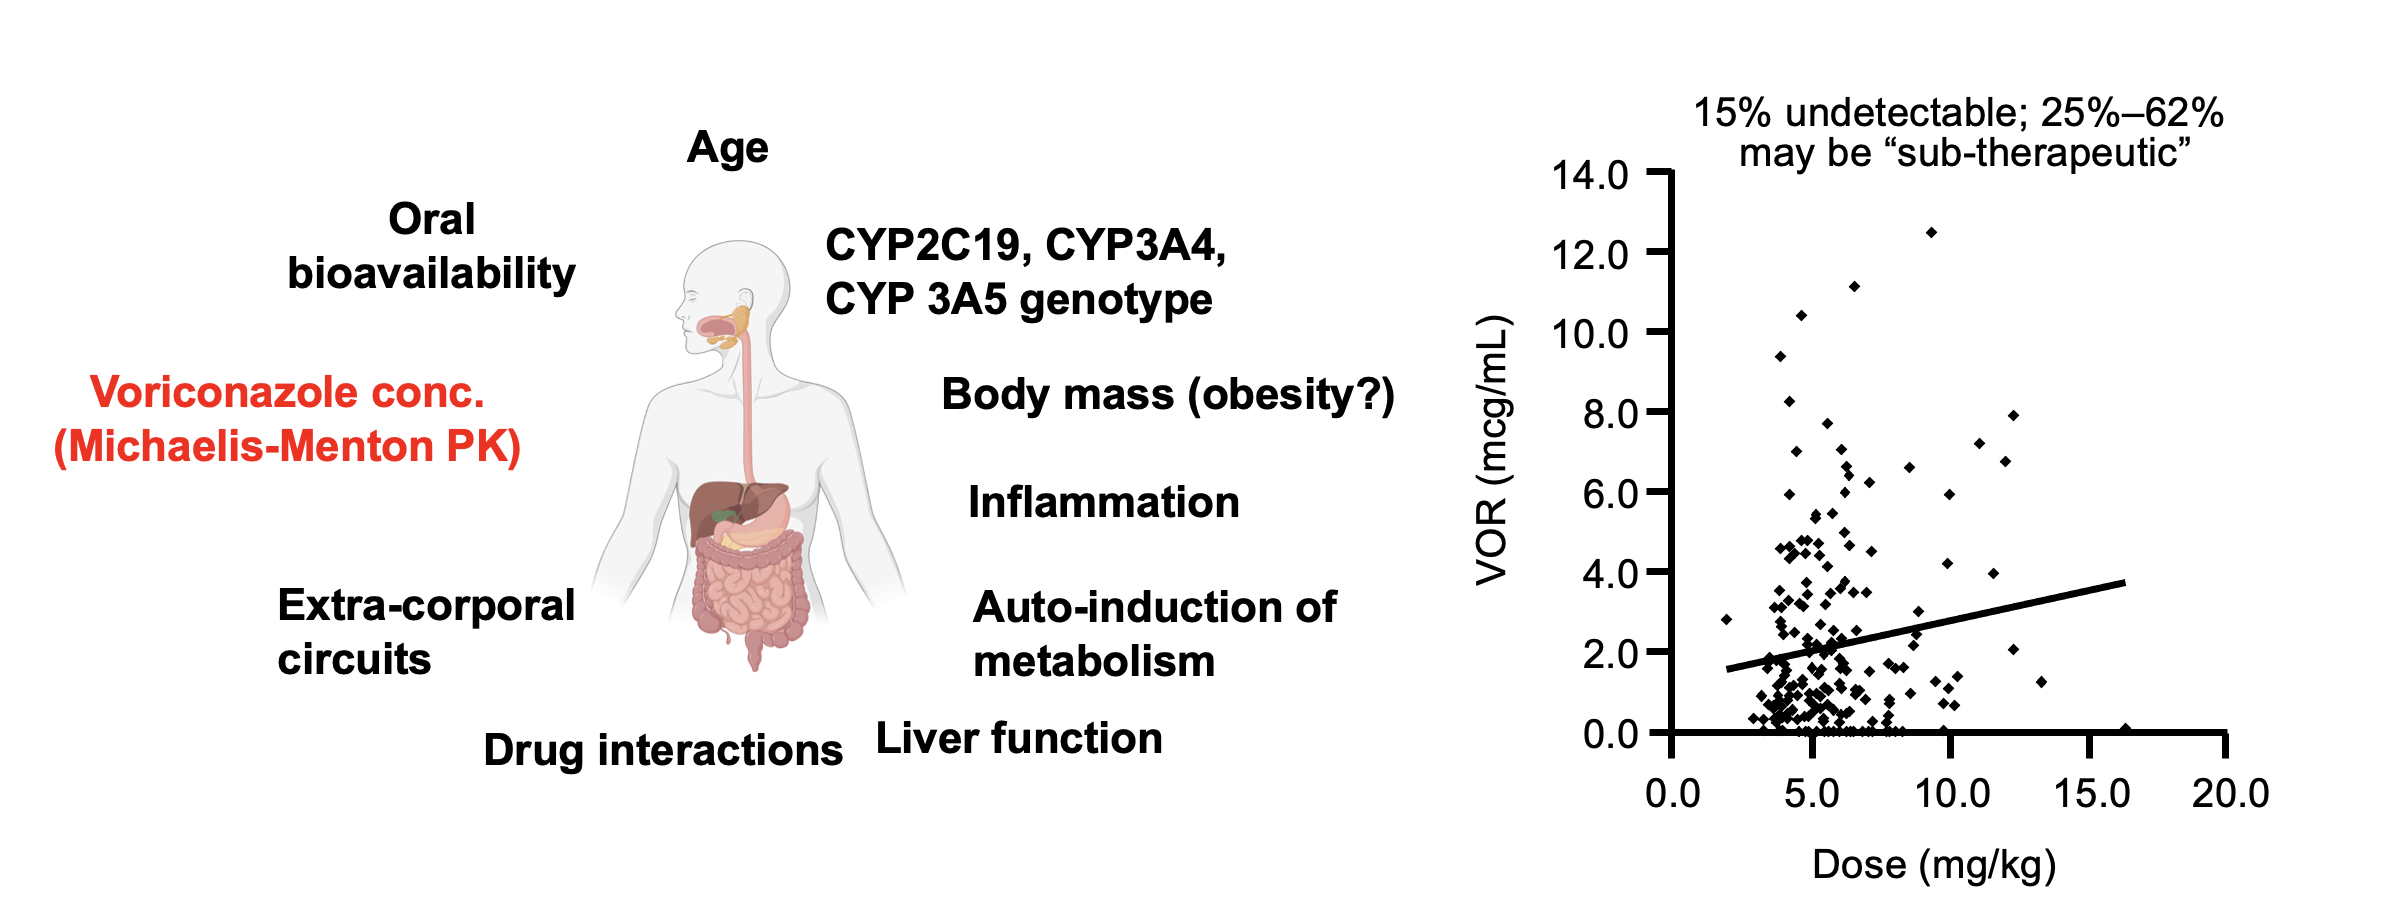 Age
Oral
bioavailability
CYP2C19, CYP3A4,
CYP 3A5 genotype
Voriconazole conc.
(Michaelis-Menton PK)
Body mass (obesity?)
Inflammation
Extra-corporal
circuits
Auto-induction of
metabolism
Drug interactions
Liver function
15% undetectable; 25%–62%
may be “sub-therapeutic”
VOR (mcg/mL)
14.0
12.0
10.0
8.0
6.0
4.0
2.0
0.0
0.0 5.0 10.0 15.0 20.0
Dose (mg/kg)